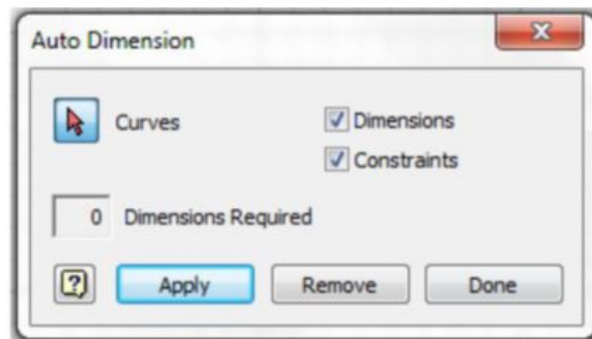 Auto Dimension
Curves
Dimensions
Constraints
0 Dimensions Required
? Apply Remove Done